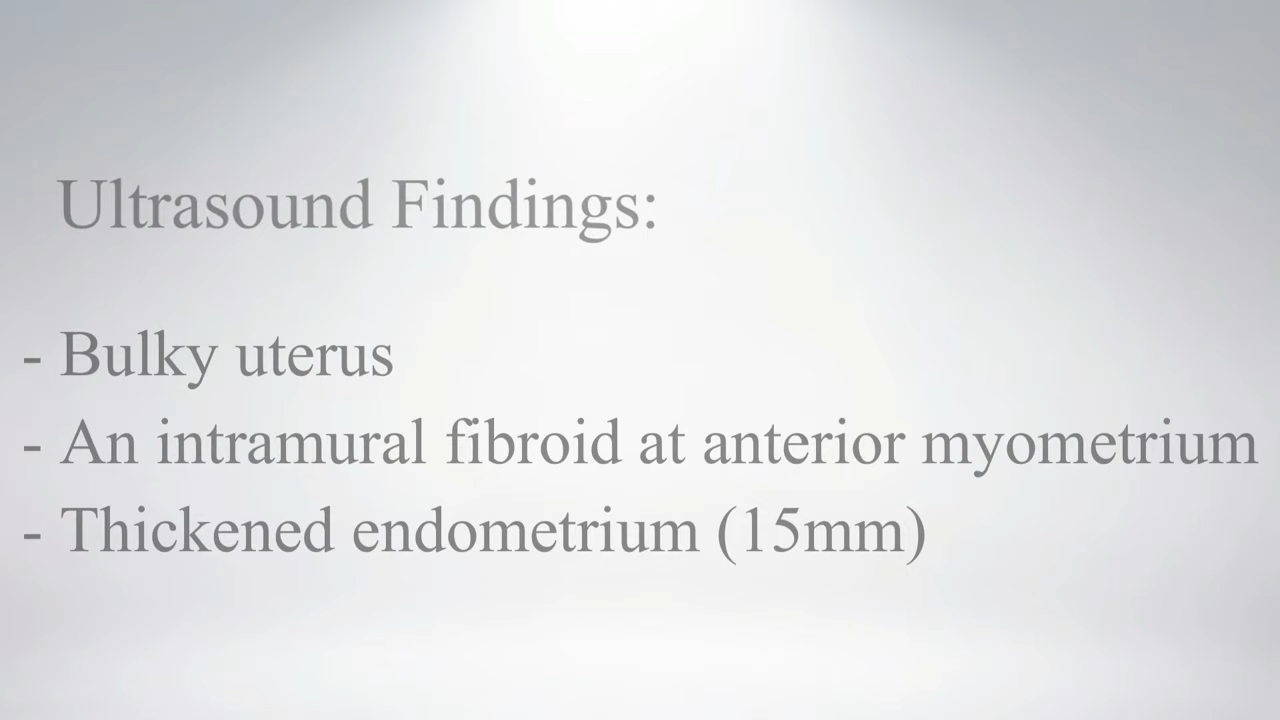 Ultrasound Findings:
- Bulky uterus
- An intramural fibroid at anterior myometrium
- Thickened endometrium (15mm)